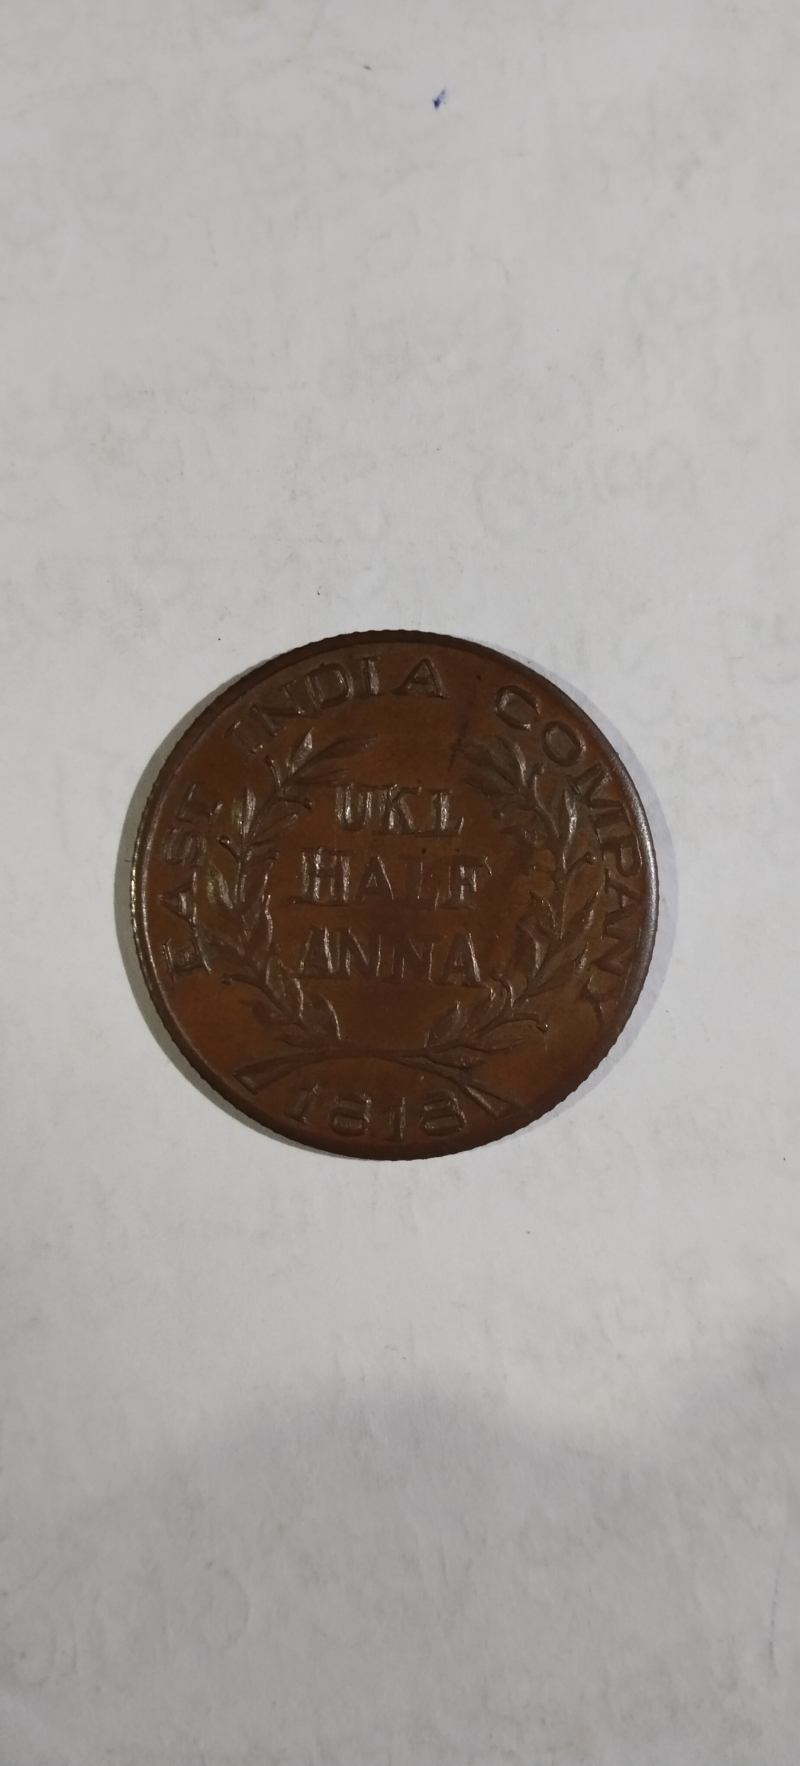 EAST INDIA COMPANY
UKL
HALF
ANNA
1818